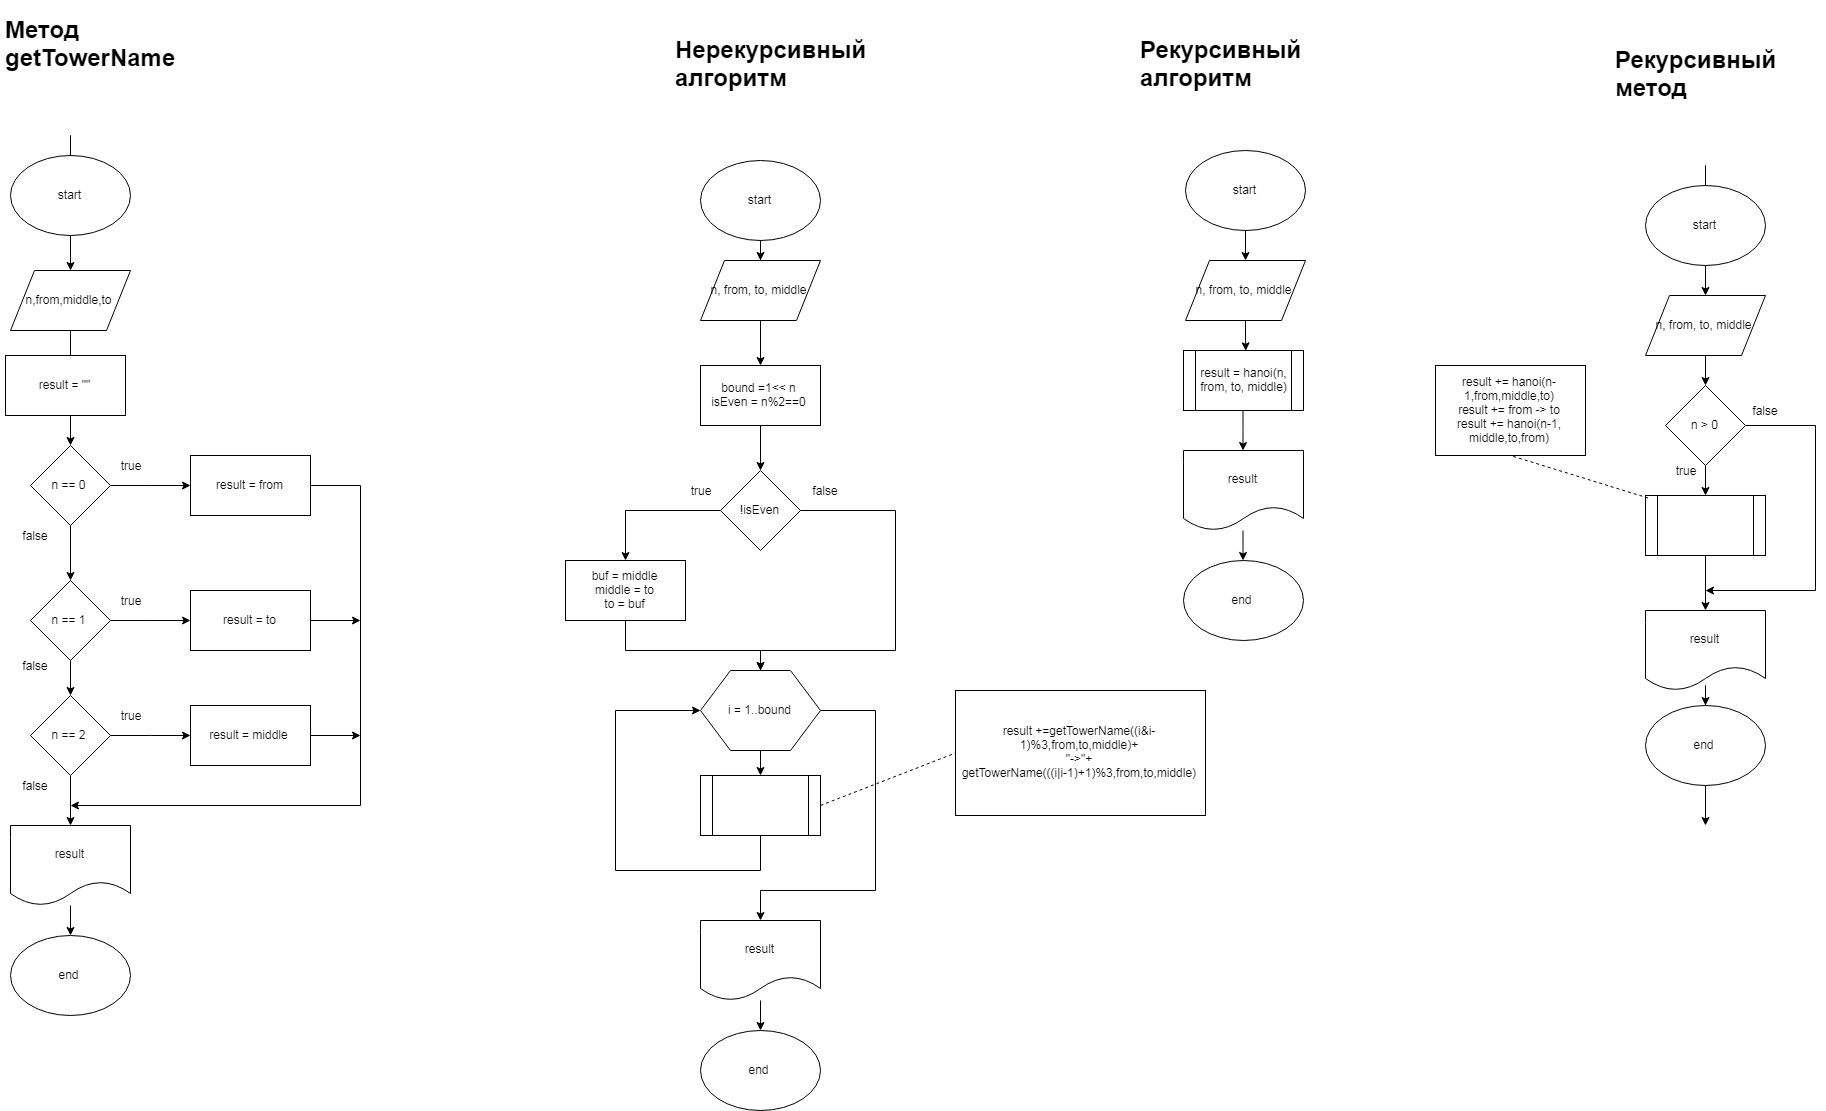 Метод
getTowerName
start
n,from,middle,to
result = ""
n == 0
true
result = from
false
n == 1
true
result = to
false
n == 2
true
result = middle
false
result
end
Нерекурсивный
алгоритм
start
n, from, to, middle
bound =1<< n
isEven = n%2==0
true
!isEven
false
buf = middle
middle = to
to = buf
i = 1..bound
result +=getTowerName((i&i-
1)%3,from,to,middle)+
"->"+
getTowerName(((i|i-1)+1)%3,from,to,middle)
result
end
Рекурсивный
алгоритм
start
n, from, to, middle
result = hanoi(n,
from, to, middle)
result
end
Рекурсивный
метод
start
n, from, to, middle
n > 0
false
true
result += hanoi(n-
1,from,middle,to)
result += from -> to
result += hanoi(n-1,
middle,to,from)
result
end